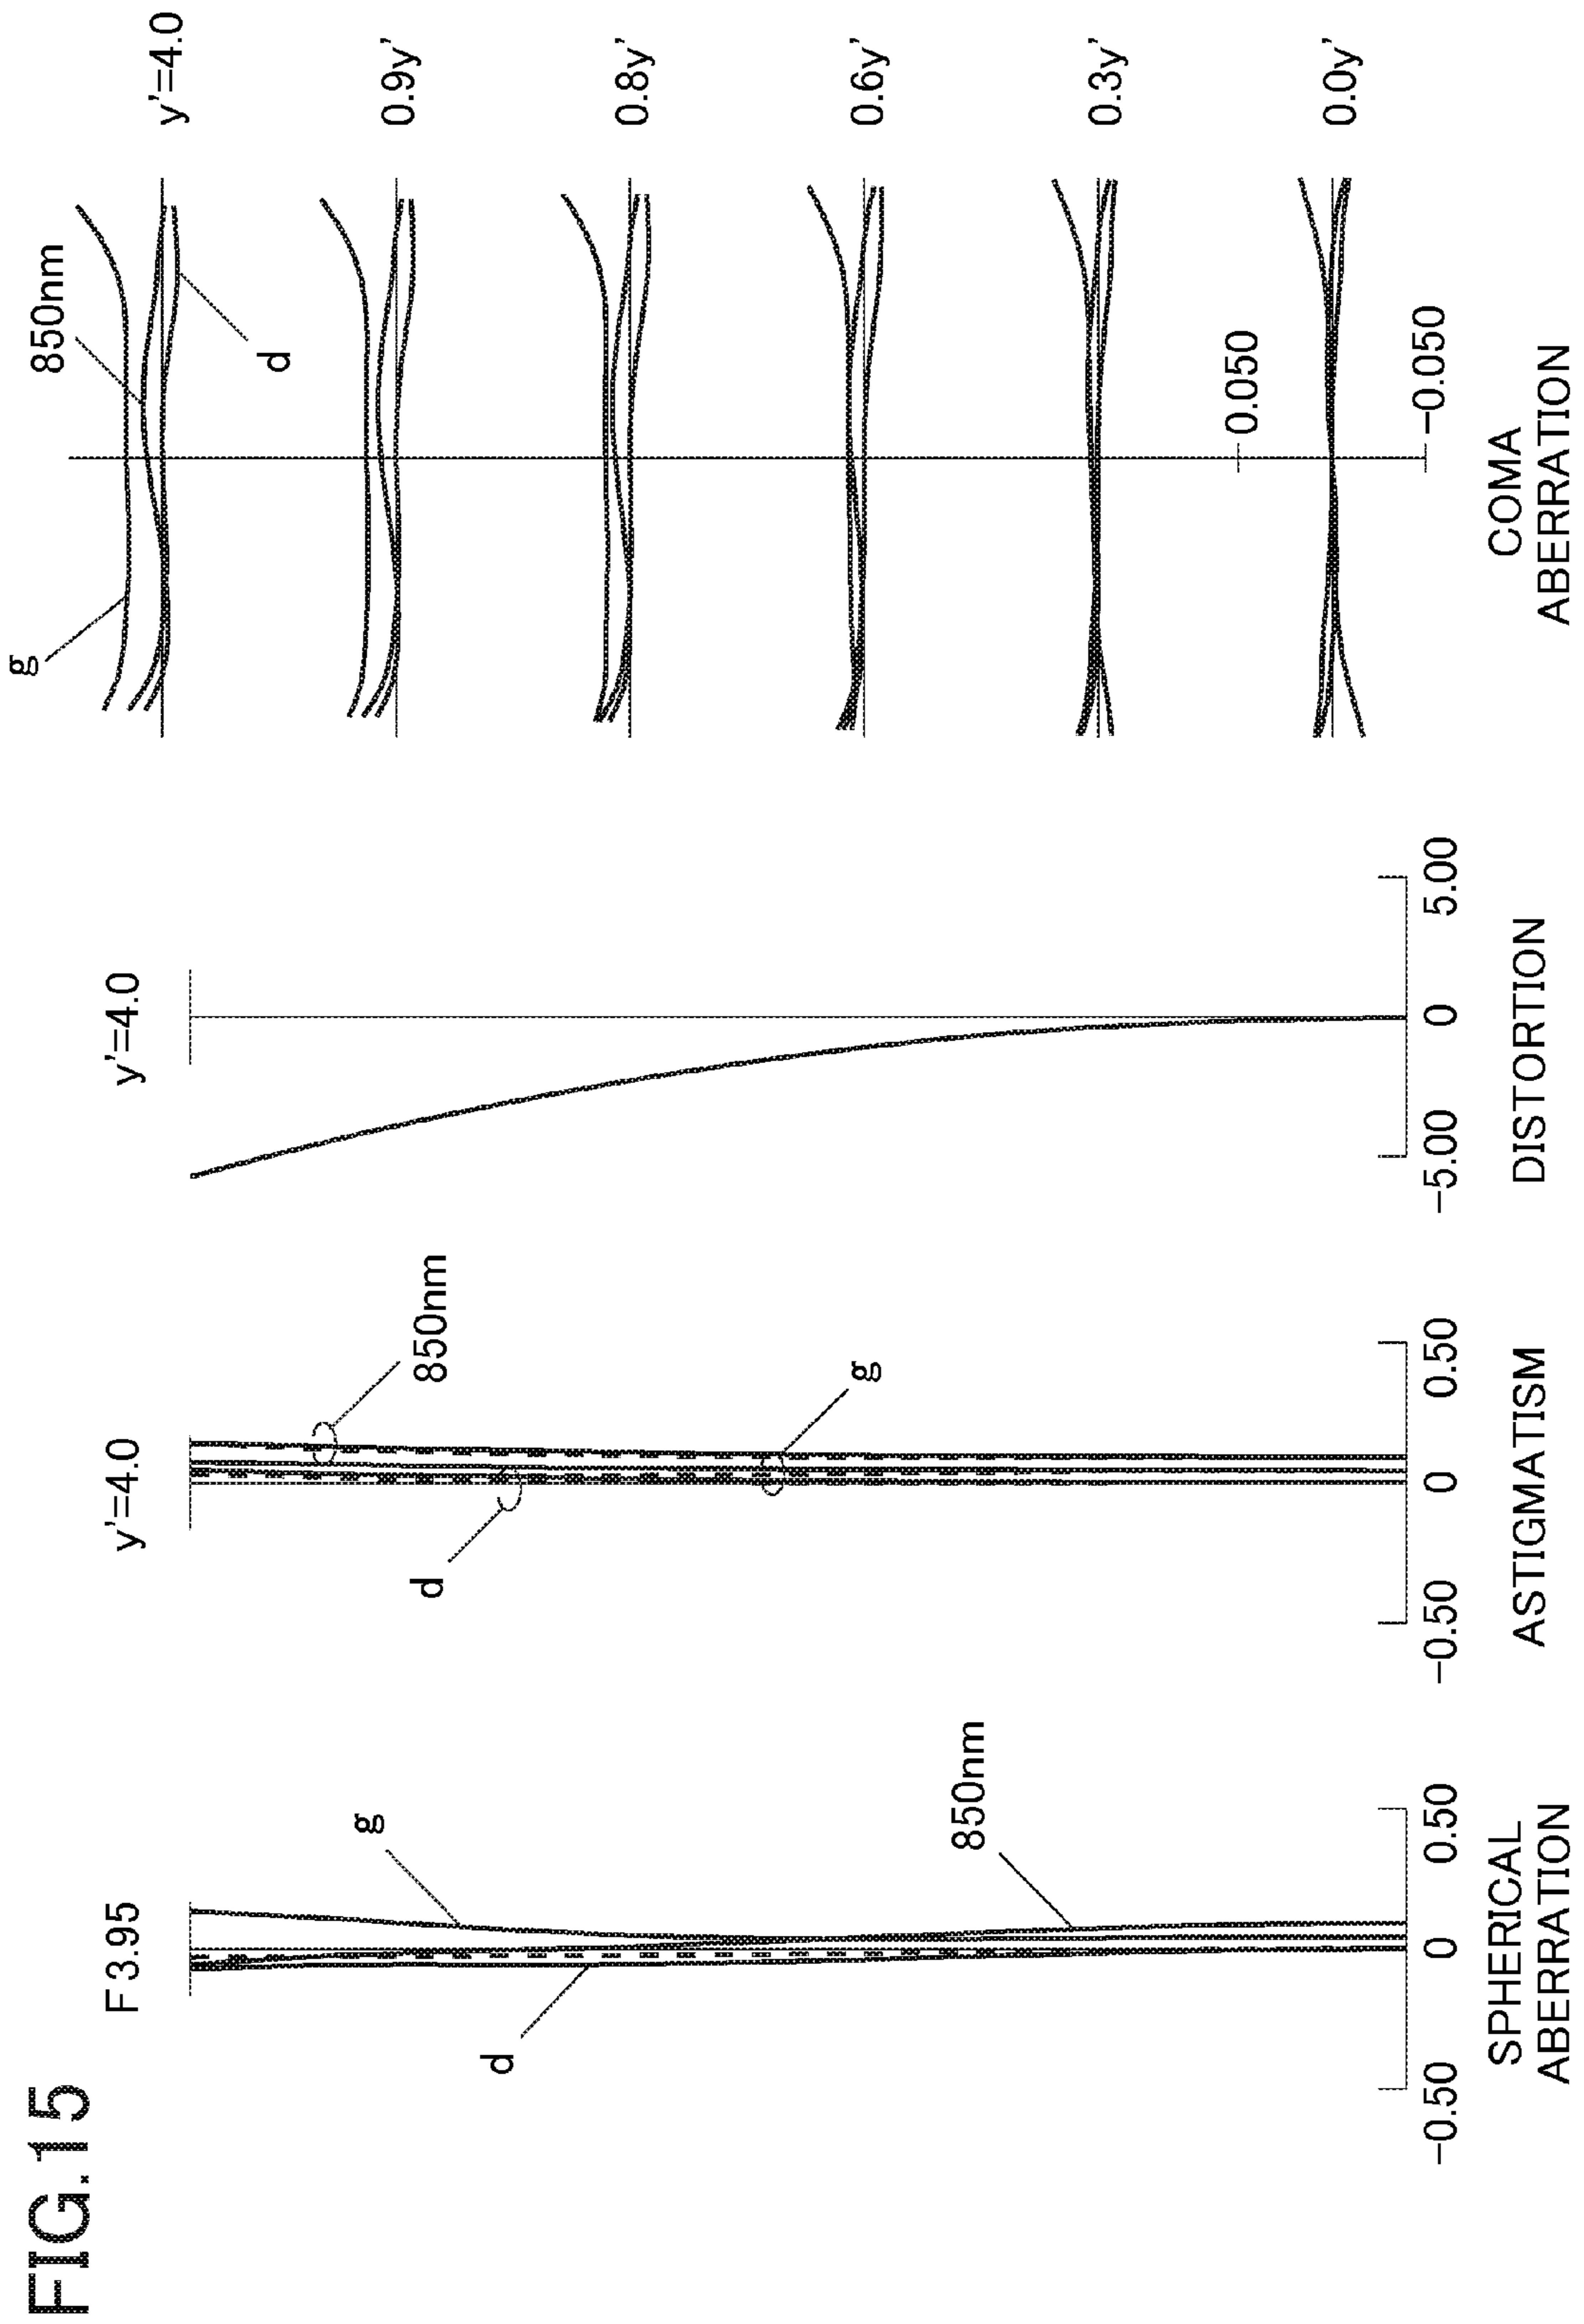 FIG.15
F3.95
g
d
850nm
-0.50
0
0.50
SPHERICAL
ABERRATION
y'=4.0
850nm
d
g
-0.50
0
0.50
ASTIGMATISM
y'=4.0
-5.00
0
5.00
DISTORTION
g
850nm
d
y'=4.0
0.9y'
0.8y'
0.6y'
0.3y'
0.050
0.0y'
-0.050
COMA
ABERRATION